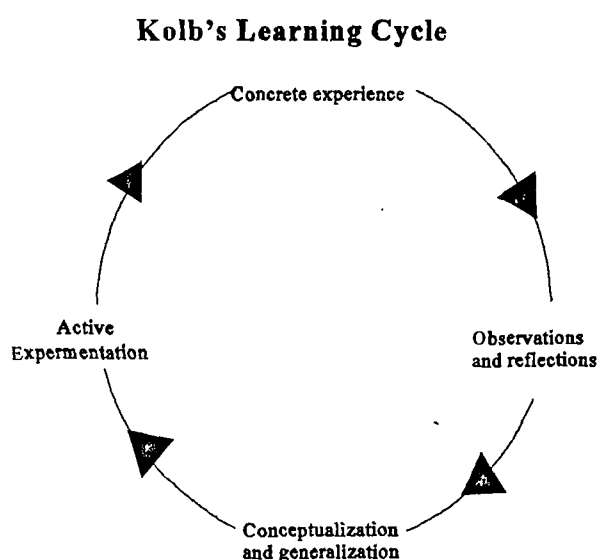 Kolb's Learning Cycle
Concrete experience
Observations
and reflections
Conceptualization
and generalization
Active
Expermentation